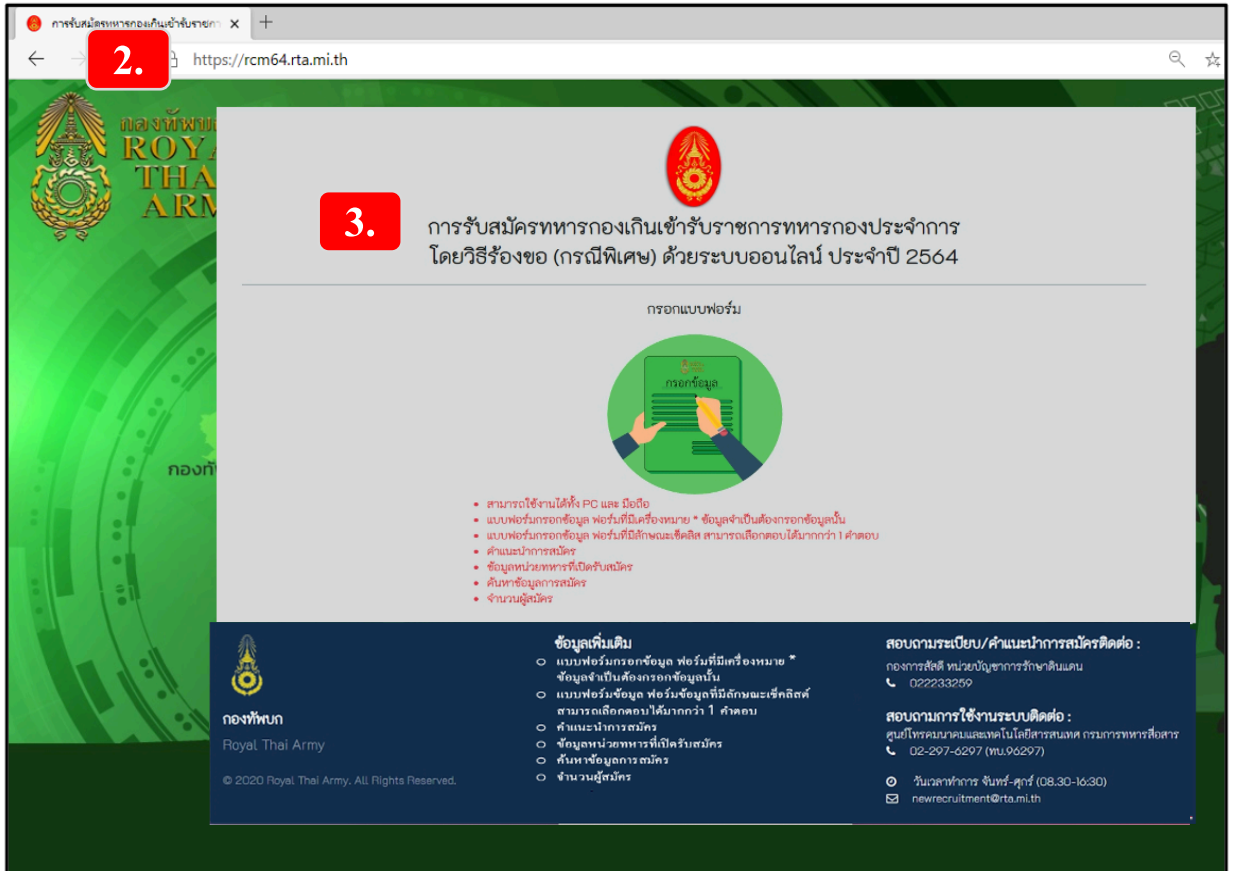 การรับสมัครทหารกองเกินเข้ารับราชกา
2.
https://rcm64.rta.mi.th
กองทัพบก
ROYA
THA
ARM
3.
การรับสมัครทหารกองเกินเข้ารับราชการทหารกองประจำการ
โดยวิธีร้องขอ (กรณีพิเศษ) ด้วยระบบออนไลน์ ประจำปี 2564
กรอกแบบฟอร์ม
กรอกข้อมูล
กองทั
สามารถใช้งานได้ทั้ง PC และ มือถือ
แบบฟอร์มกรอกข้อมูล ฟอร์มที่มีเครื่องหมาย * ข้อมูลจำเป็นต้องกรอกข้อมูลนั้น
แบบฟอร์มกรอกข้อมูล ฟอร์มที่มีลักษณะเช็คลิส สามารถเลือกตอบได้มากกว่า 1 คำตอบ
คำแนะนำการสมัคร
ข้อมูลหน่วยทหารที่เปิดรับสมัคร
ค้นหาข้อมูลการสมัคร
จำนวนผู้สมัคร
กองทัพบก
Royal Thai Army
© 2020 Royal Thai Army. All Rights Reserved.
ข้อมูลเพิ่มเติม
แบบฟอร์มกรอกข้อมูล ฟอร์มที่มีเครื่องหมาย *
ข้อมูลจำเป็นต้องกรอกข้อมูลนั้น
แบบฟอร์มข้อมูล ฟอร์มข้อมูลที่มีลักษณะเช็กลิสต์
สามารถเลือกตอบได้มากกว่า 1 คำตอบ
คำแนะนำการสมัคร
ข้อมูลหน่วยทหารที่เปิดรับสมัคร
ค้นหาข้อมูลการสมัคร
จำนวนผู้สมัคร
สอบถามระเบียบ/คำแนะนำการสมัครติดต่อ :
กองการสัสดี หน่วยบัญชาการรักษาดินแดน
022233259
สอบถามการใช้งานระบบติดต่อ :
ศูนย์โทรคมนาคมและเทคโนโลยีสารสนเทศ กรมการทหารสื่อสาร
02-297-6297 (ทบ.96297)
วันเวลาทำการ จันทร์-ศุกร์ (08.30-16:30)
newrecruitment@rta.mi.th